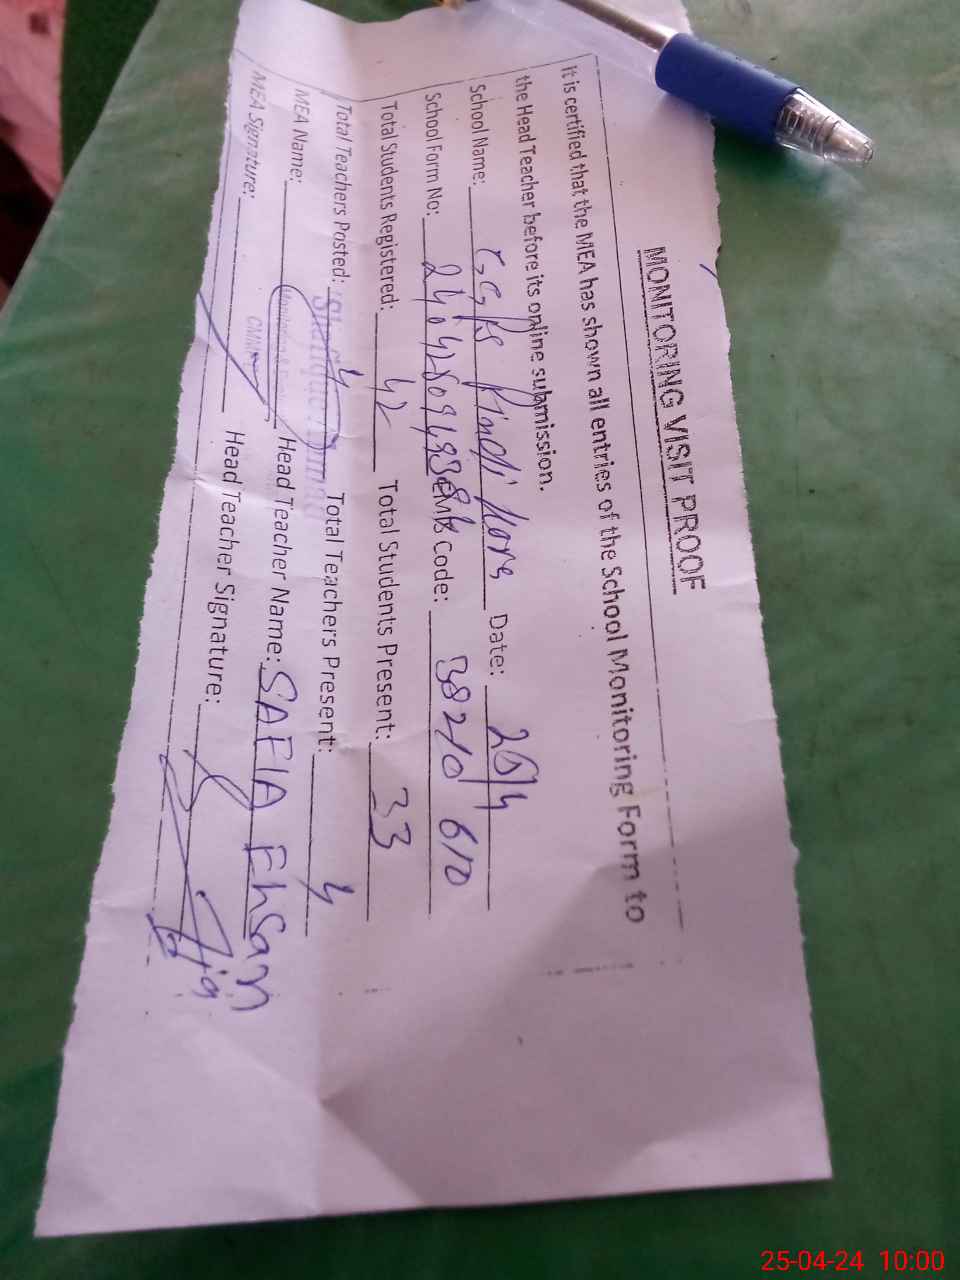 MONITORING VISIT PROOF
It is certified that the MEA has shown all entries of the School Monitoring Form to
the Head Teacher before its online submission.
School Name: GGPS Pindi Date: 25/4
School Form No: EMIS Code: 38210 610
Total Students Registered: 42 Total Students Present: 33
Total Teachers Posted: 4 Total Teachers Present: 4
MEA Name: Head Teacher Name: SAFIA Ehsan
MEA Signature: Head Teacher Signature:
25-04-24 10:00